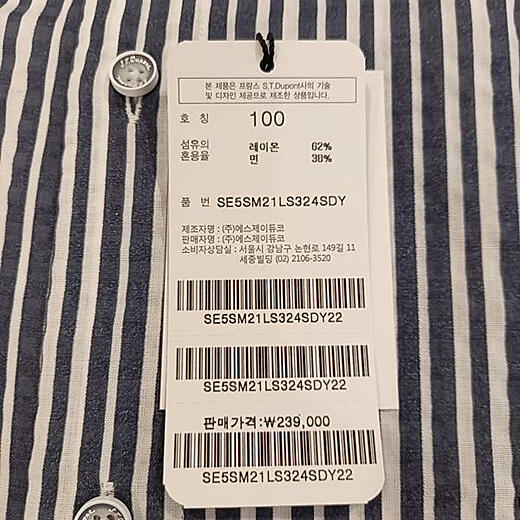 S.T. Dupont
본 제품은 프랑스 S.T.Dupont사의 기술
및 디자인 제공으로 제조한 상품입니다.
호 칭 100
섬유의 레이온 62%
혼용율 면 38%
품 번 SE5SM21LS324SDY
제조자명 : (주)에스제이듀코
판매자명 : (주)에스제이듀코
소비자상담실 : 서울시 강남구 논현로 149길 11
세중빌딩 (02) 2106-3520
SE5SM21LS324SDY22
SE5SM21LS324SDY22
판매가격:₩239,000
SE5SM21LS324SDY22